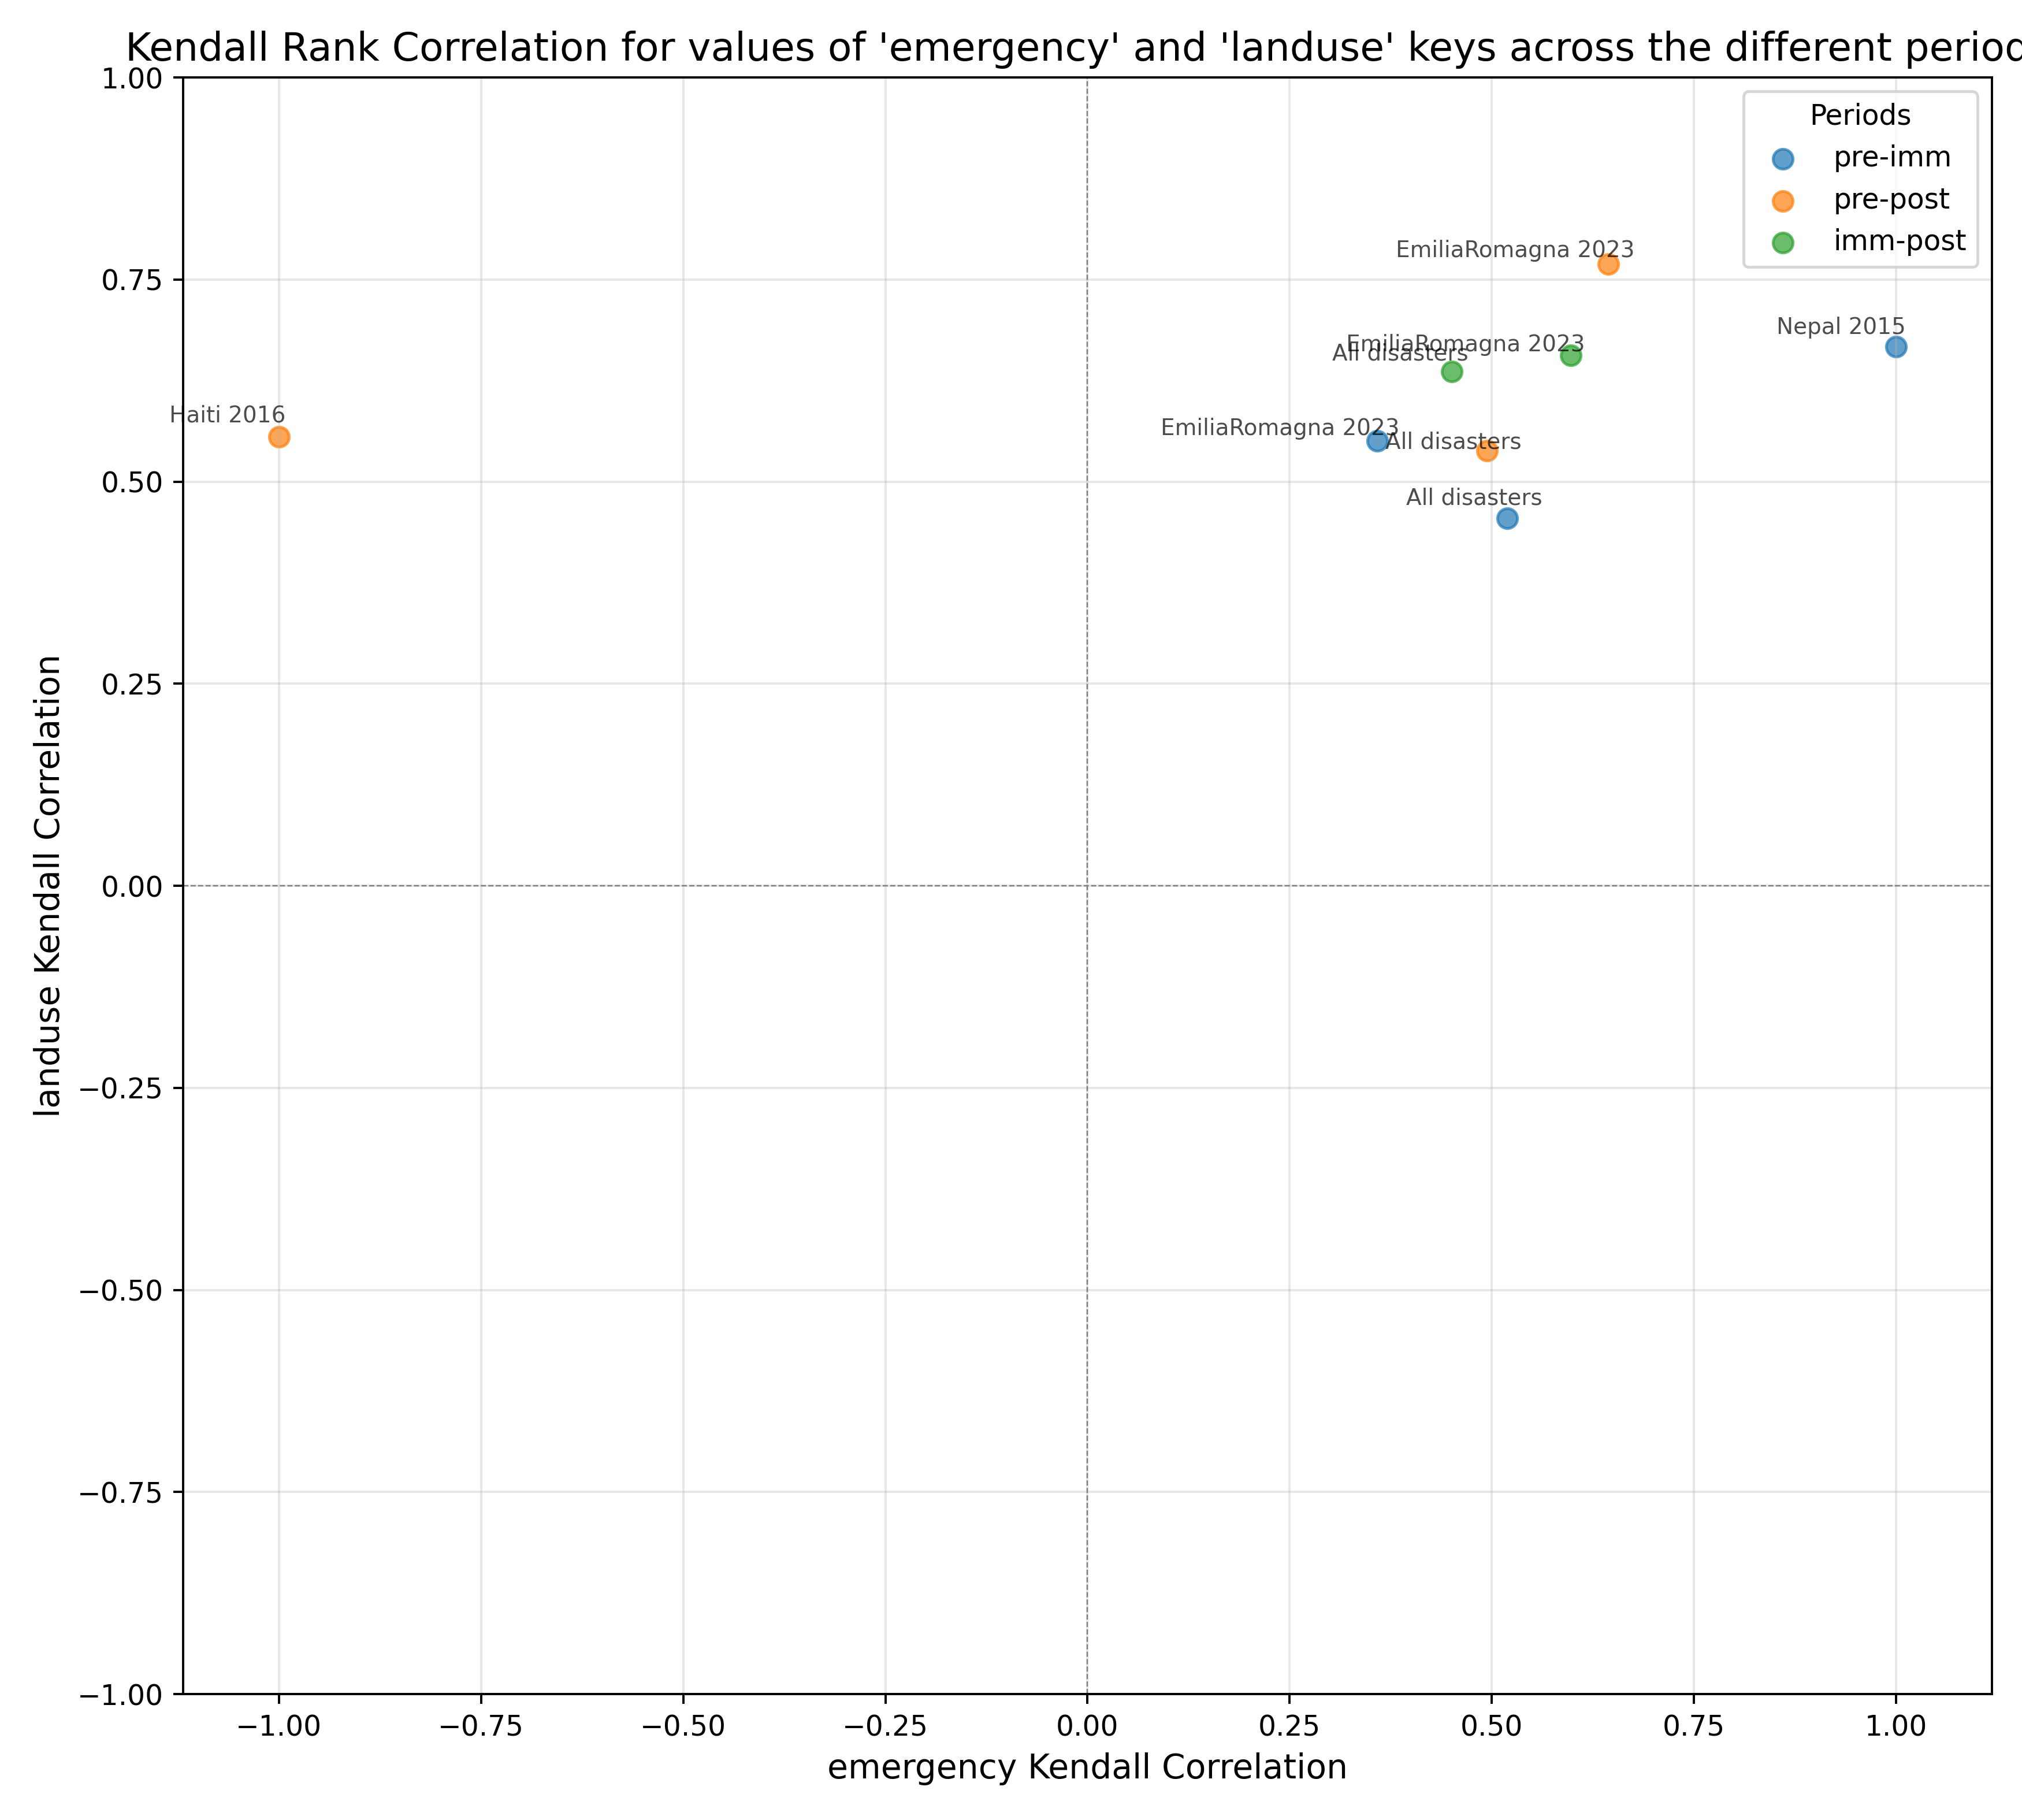 Kendall Rank Correlation for values of 'emergency' and 'landuse' keys across the different period
1.00
0.75
0.50
0.25
0.00
−0.25
−0.50
−0.75
−1.00
landuse Kendall Correlation
Periods
pre-imm
pre-post
imm-post
EmiliaRomagna 2023
Nepal 2015
EmiliaRomagna 2023
All disasters
Haiti 2016
EmiliaRomagna 2023
All disasters
All disasters
−1.00
−0.75
−0.50
−0.25
0.00
0.25
0.50
0.75
1.00
emergency Kendall Correlation